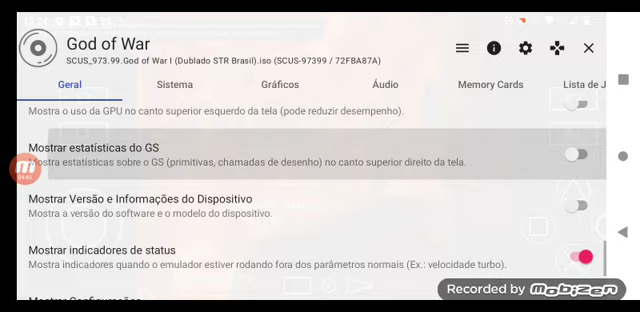 God of War
SCUS_973.99.God of War I (Dublado STR Brasil).iso (SCUS-97399 / 72FBA87A)
Geral Sistema Gráficos Áudio Memory Cards Lista de J
Mostra o uso da GPU no canto superior esquerdo da tela (pode reduzir desempenho).
Mostrar estatísticas do GS
Mostra estatísticas sobre o GS (primitivas, chamadas de desenho) no canto superior direito da tela.
04:45
Mostrar Versão e Informações do Dispositivo
Mostra a versão do software e o modelo do dispositivo.
Mostrar indicadores de status
Mostra indicadores quando o emulador estiver rodando fora dos parâmetros normais (Ex.: velocidade turbo).
Mostrar Configurações
Recorded by Mobizen